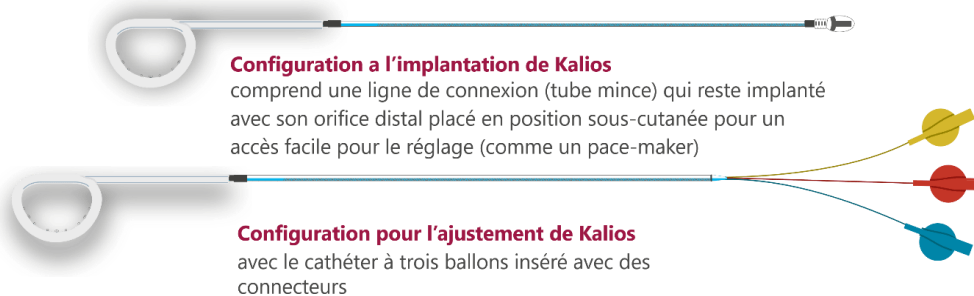 Configuration a l’implantation de Kalios
comprend une ligne de connexion (tube mince) qui reste implanté
avec son orifice distal placé en position sous-cutanée pour un
accès facile pour le réglage (comme un pace-maker)
Configuration pour l’ajustement de Kalios
avec le cathéter à trois ballons inséré avec des
connecteurs